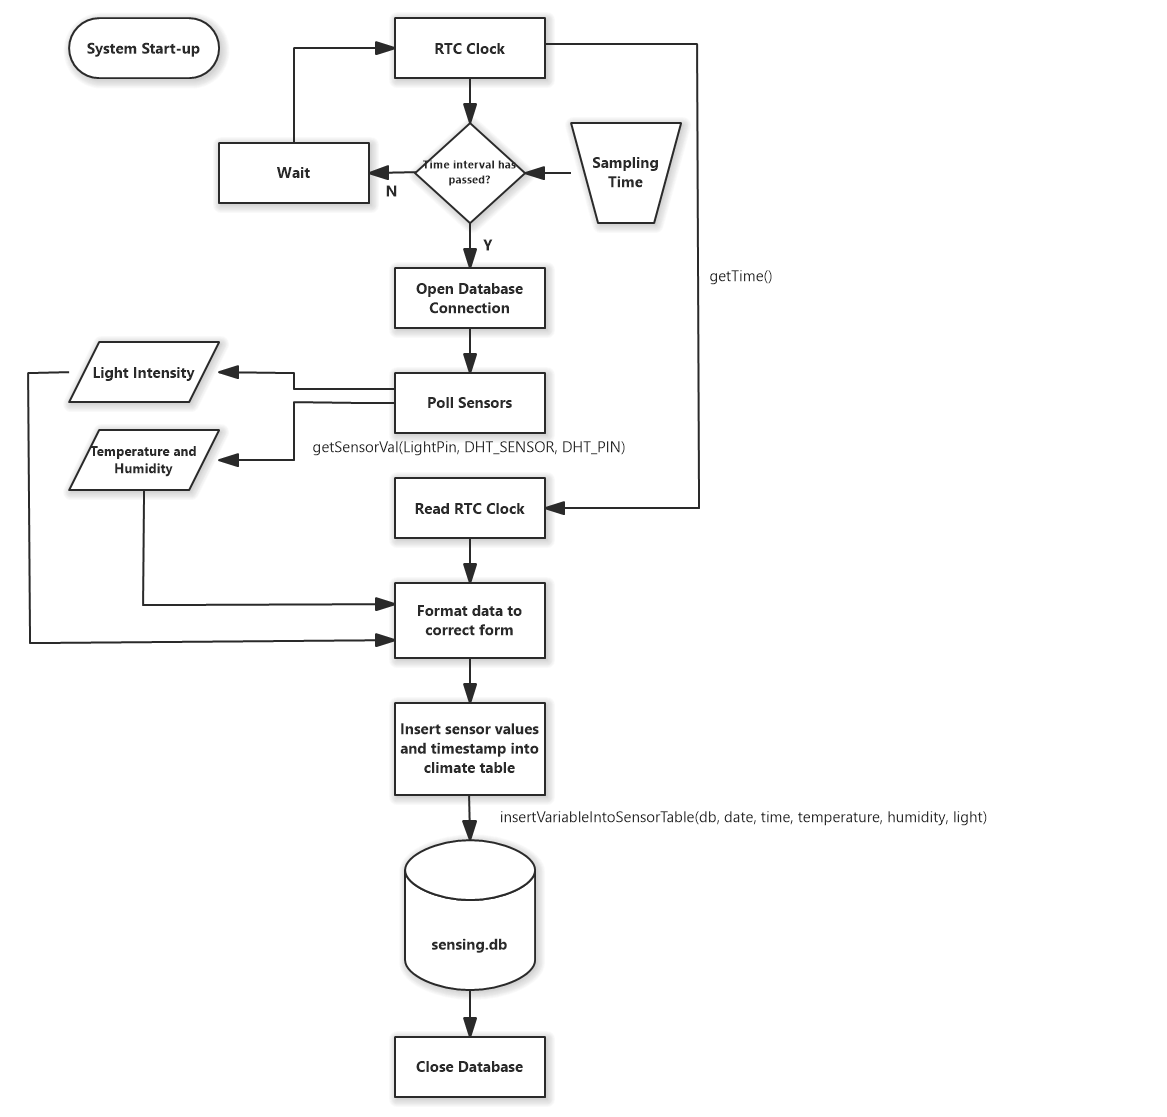 System Start-up
RTC Clock
Time interval has
passed?
Sampling
Time
Wait
N
Y
getTime()
Open Database
Connection
Light Intensity
Poll Sensors
getSensorVal(LightPin, DHT_SENSOR, DHT_PIN)
Temperature and
Humidity
Read RTC Clock
Format data to
correct form
Insert sensor values
and timestamp into
climate table
insertVariableIntoSensorTable(db, date, time, temperature, humidity, light)
sensing.db
Close Database